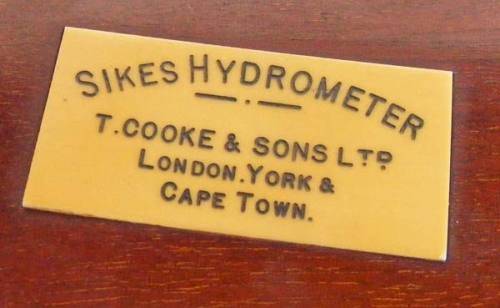 SIKES HYDROMETER
T. COOKE & SONS LTD
LONDON. YORK &
CAPE TOWN.